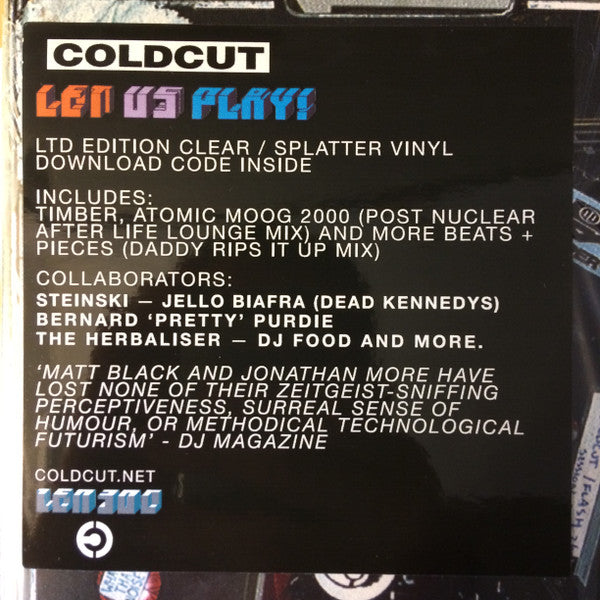 COLDCUT
LET US PLAY!
LTD EDITION CLEAR / SPLATTER VINYL
DOWNLOAD CODE INSIDE
INCLUDES:
TIMBER, ATOMIC MOOG 2000 (POST NUCLEAR
AFTER LIFE LOUNGE MIX) AND MORE BEATS +
PIECES (DADDY RIPS IT UP MIX)
COLLABORATORS:
STEINSKI – JELLO BIAFRA (DEAD KENNEDYS)
BERNARD ‘PRETTY’ PURDIE
THE HERBALISER – DJ FOOD AND MORE.
‘MATT BLACK AND JONATHAN MORE HAVE
LOST NONE OF THEIR ZEITGEIST-SNIFFING
PERCEPTIVENESS, SURREAL SENSE OF
HUMOUR, OR METHODICAL TECHNOLOGICAL
FUTURISM’ - DJ MAGAZINE
COLDCUT.NET